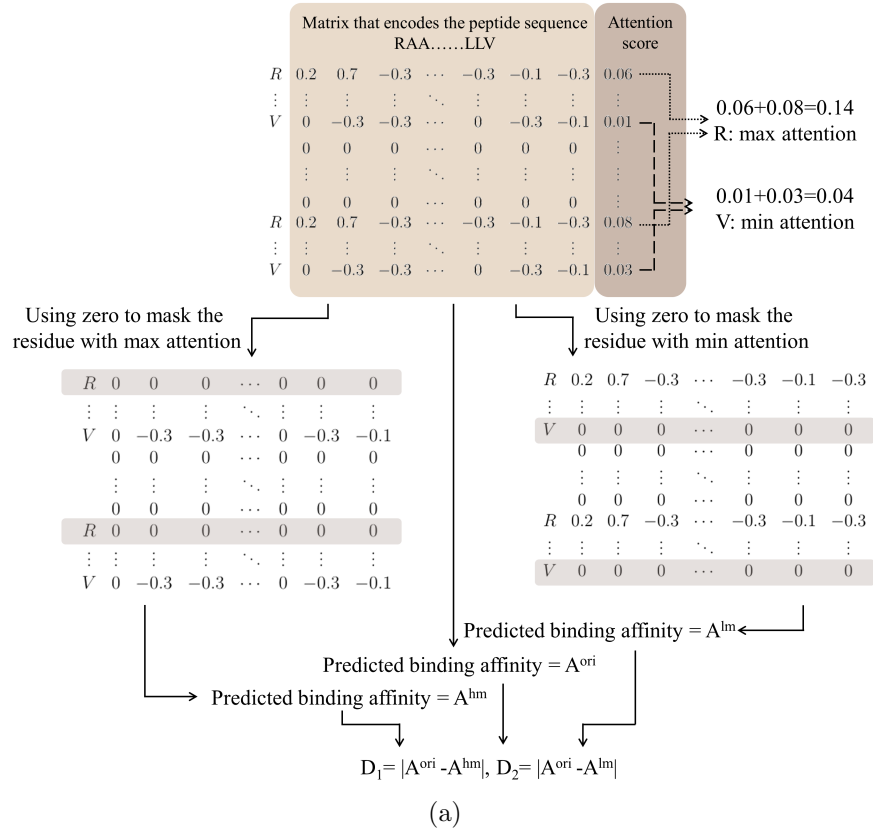 Matrix that encodes the peptide sequence
RAA……LLV
Attention
score
R 0.2 0.7 −0.3 ⋯ −0.3 −0.1 −0.3 0.06
⋮ ⋮ ⋮ ⋮ ⋱ ⋮ ⋮ ⋮ ⋮
V 0 −0.3 −0.3 ⋯ 0 −0.3 −0.1 0.01
0 0 0 ⋯ 0 0 0 ⋮
⋮ ⋮ ⋮ ⋱ ⋮ ⋮ ⋮ ⋮
0 0 0 ⋯ 0 0 0 ⋮
R 0.2 0.7 −0.3 ⋯ −0.3 −0.1 −0.3 0.08
⋮ ⋮ ⋮ ⋮ ⋱ ⋮ ⋮ ⋮ ⋮
V 0 −0.3 −0.3 ⋯ 0 −0.3 −0.1 0.03
0.06+0.08=0.14
R: max attention
0.01+0.03=0.04
V: min attention
Using zero to mask the
residue with max attention
Using zero to mask the
residue with min attention
R 0 0 0 ⋯ 0 0 0
⋮ ⋮ ⋮ ⋮ ⋱ ⋮ ⋮ ⋮
V 0 −0.3 −0.3 ⋯ 0 −0.3 −0.1
0 0 0 ⋯ 0 0 0
⋮ ⋮ ⋮ ⋱ ⋮ ⋮ ⋮
0 0 0 ⋯ 0 0 0
R 0 0 0 ⋯ 0 0 0
⋮ ⋮ ⋮ ⋮ ⋱ ⋮ ⋮ ⋮
V 0 −0.3 −0.3 ⋯ 0 −0.3 −0.1
R 0.2 0.7 −0.3 ⋯ −0.3 −0.1 −0.3
⋮ ⋮ ⋮ ⋮ ⋱ ⋮ ⋮ ⋮
V 0 0 0 ⋯ 0 0 0
0 0 0 ⋯ 0 0 0
⋮ ⋮ ⋮ ⋱ ⋮ ⋮ ⋮
0 0 0 ⋯ 0 0 0
R 0.2 0.7 −0.3 ⋯ −0.3 −0.1 −0.3
⋮ ⋮ ⋮ ⋮ ⋱ ⋮ ⋮ ⋮
V 0 0 0 ⋯ 0 0 0
Predicted binding affinity = A^lm
Predicted binding affinity = A^ori
Predicted binding affinity = A^hm
D₁= |A^ori -A^hm|, D₂= |A^ori -A^lm|
(a)